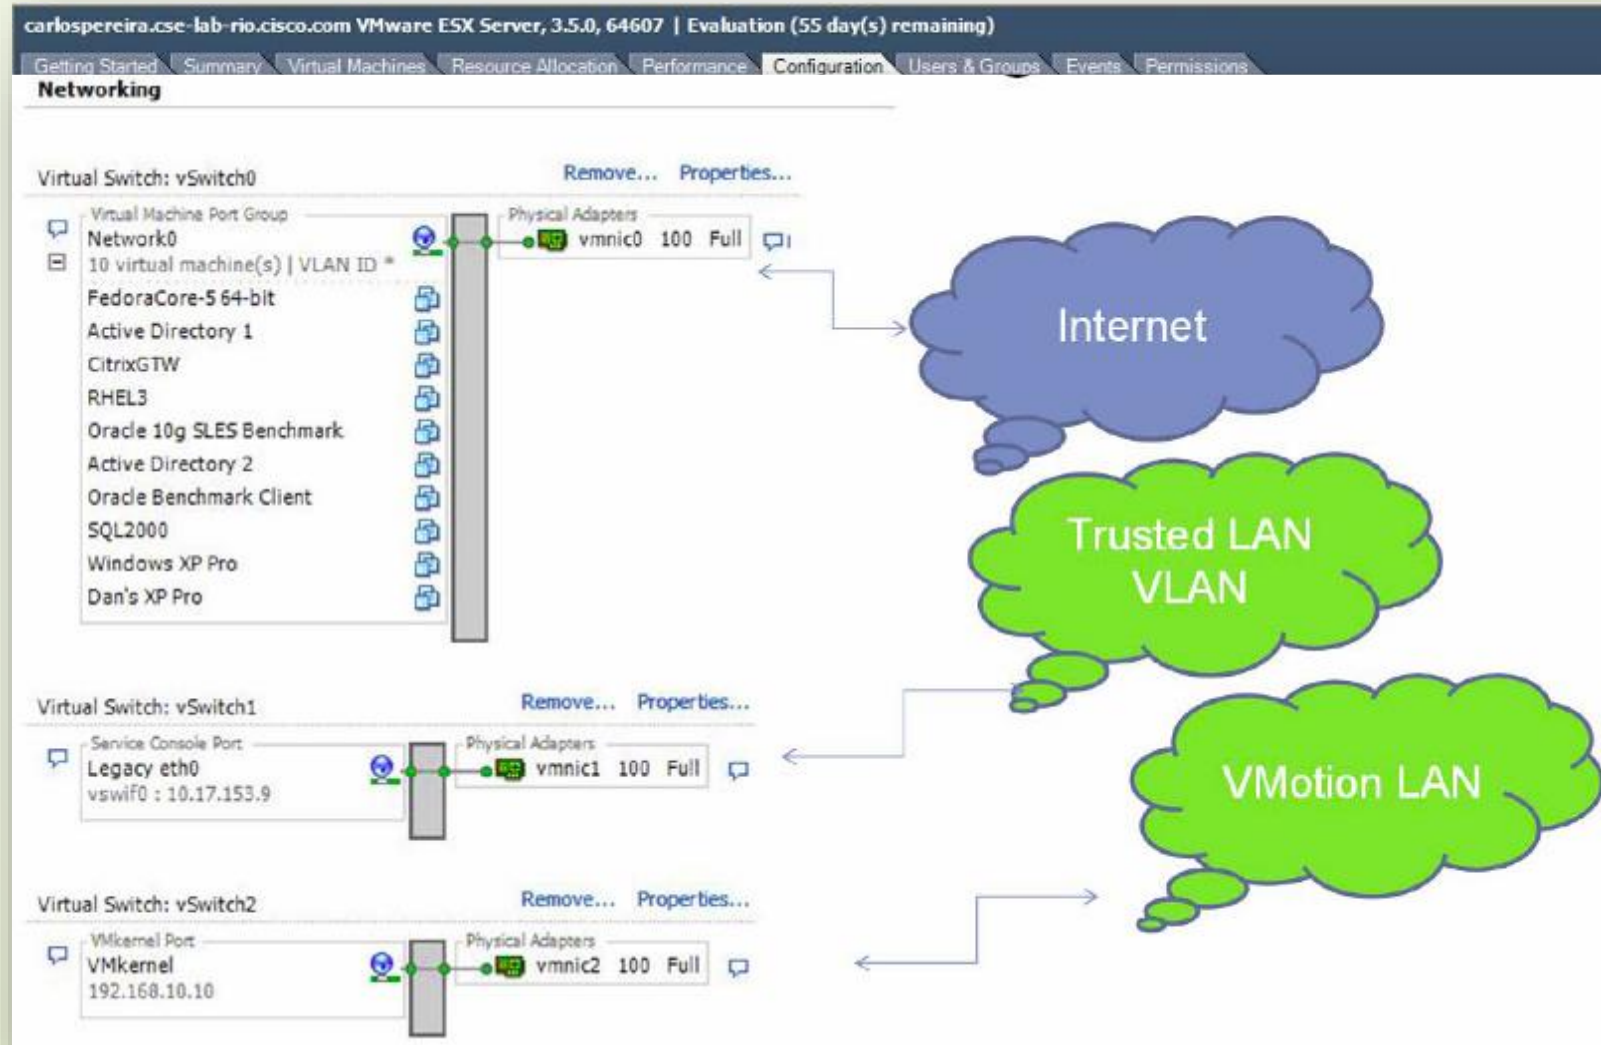 carlospereira.cse-lab-rio.cisco.com VMware ESX Server, 3.5.0, 64607 | Evaluation (55 day(s) remaining)
Getting Started Summary Virtual Machines Resource Allocation Performance Configuration Users & Groups Events Permissions
Networking
Virtual Switch: vSwitch0 Remove... Properties...
Virtual Machine Port Group Physical Adapters
Network0 vmnic0 100 Full
10 virtual machine(s) | VLAN ID *
FedoraCore-5 64-bit
Active Directory 1
CitrixGTW
RHEL3
Oracle 10g SLES Benchmark
Active Directory 2
Oracle Benchmark Client
SQL2000
Windows XP Pro
Dan's XP Pro
Internet
Trusted LAN
VLAN
Virtual Switch: vSwitch1 Remove... Properties...
Service Console Port Physical Adapters
Legacy eth0 vmnic1 100 Full
vswif0 : 10.17.153.9
VMotion LAN
Virtual Switch: vSwitch2 Remove... Properties...
VMkernel Port Physical Adapters
VMkernel vmnic2 100 Full
192.168.10.10